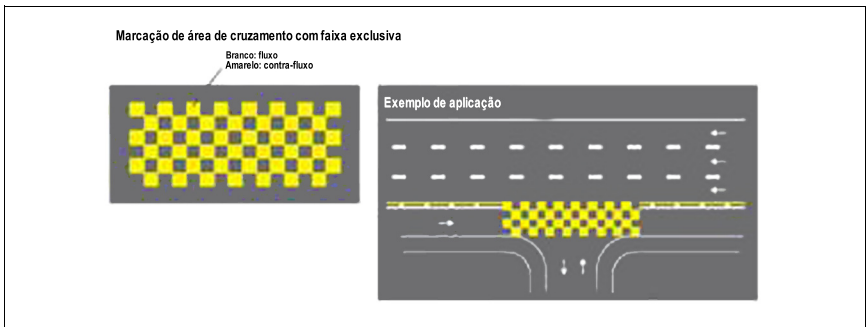 Marcação de área de cruzamento com faixa exclusiva
Branco: fluxo
Amarelo: contra-fluxo
Exemplo de aplicação